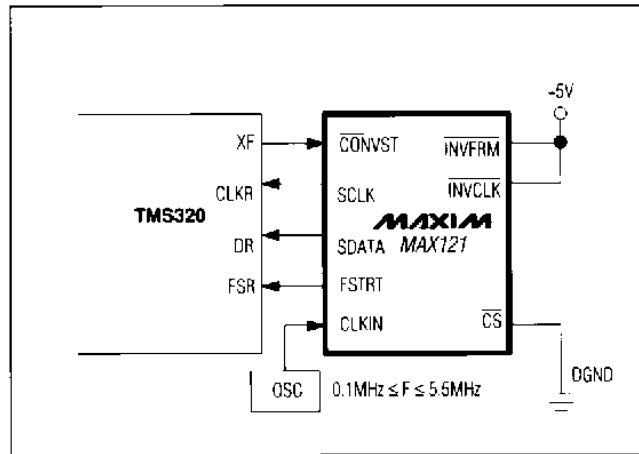 -5V
XF
CONVST
INVFRM
CLKR
SCLK
INVCLK
TMS320
MAXIM
DR
SDATA
MAX121
FSR
FSTRT
CLKIN
CS
OSC
0.1MHz ≤ F ≤ 5.5MHz
DGND